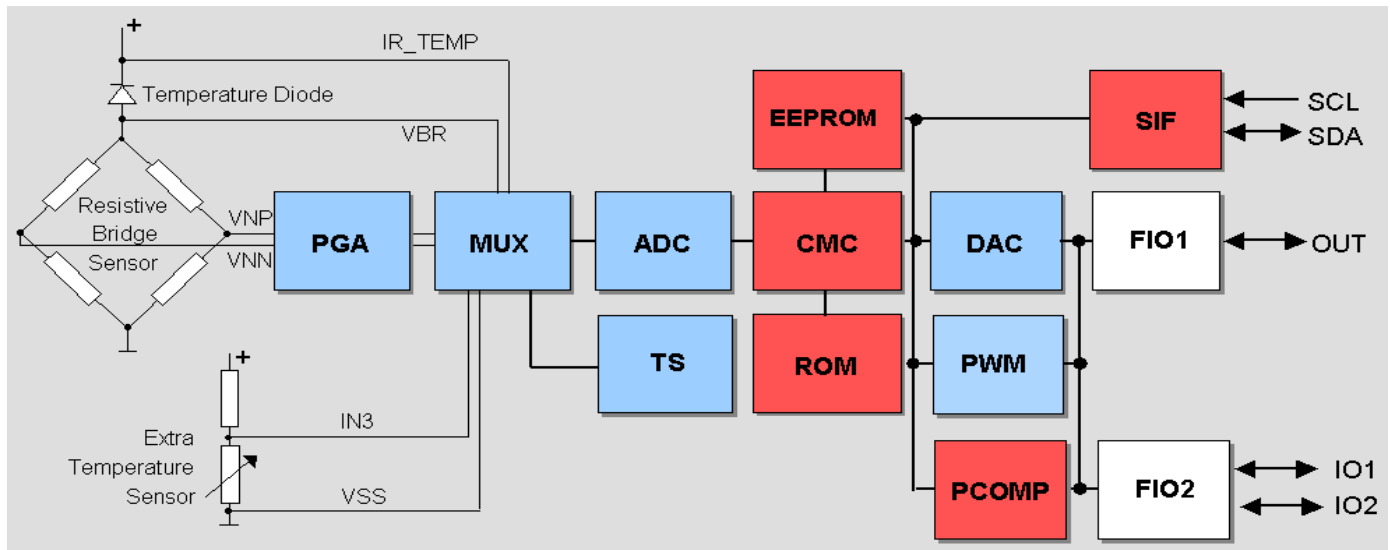 +
IR_TEMP
Temperature Diode
VBR
EEPROM
SIF
SCL
SDA
Resistive
Bridge
Sensor
VNP
VNN
PGA
MUX
ADC
CMC
DAC
FIO1
OUT
TS
ROM
PWM
+
IN3
Extra
Temperature
Sensor
VSS
PCOMP
FIO2
IO1
IO2